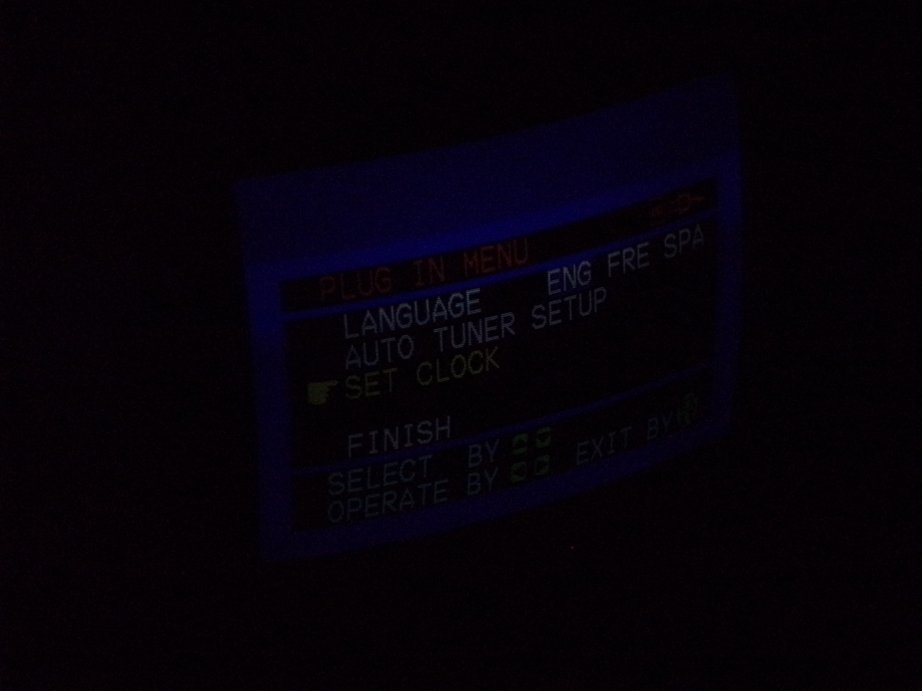 PLUG IN MENU
LANGUAGE ENG FRE SPA
AUTO TUNER SETUP
SET CLOCK
FINISH
SELECT BY
OPERATE BY EXIT BY